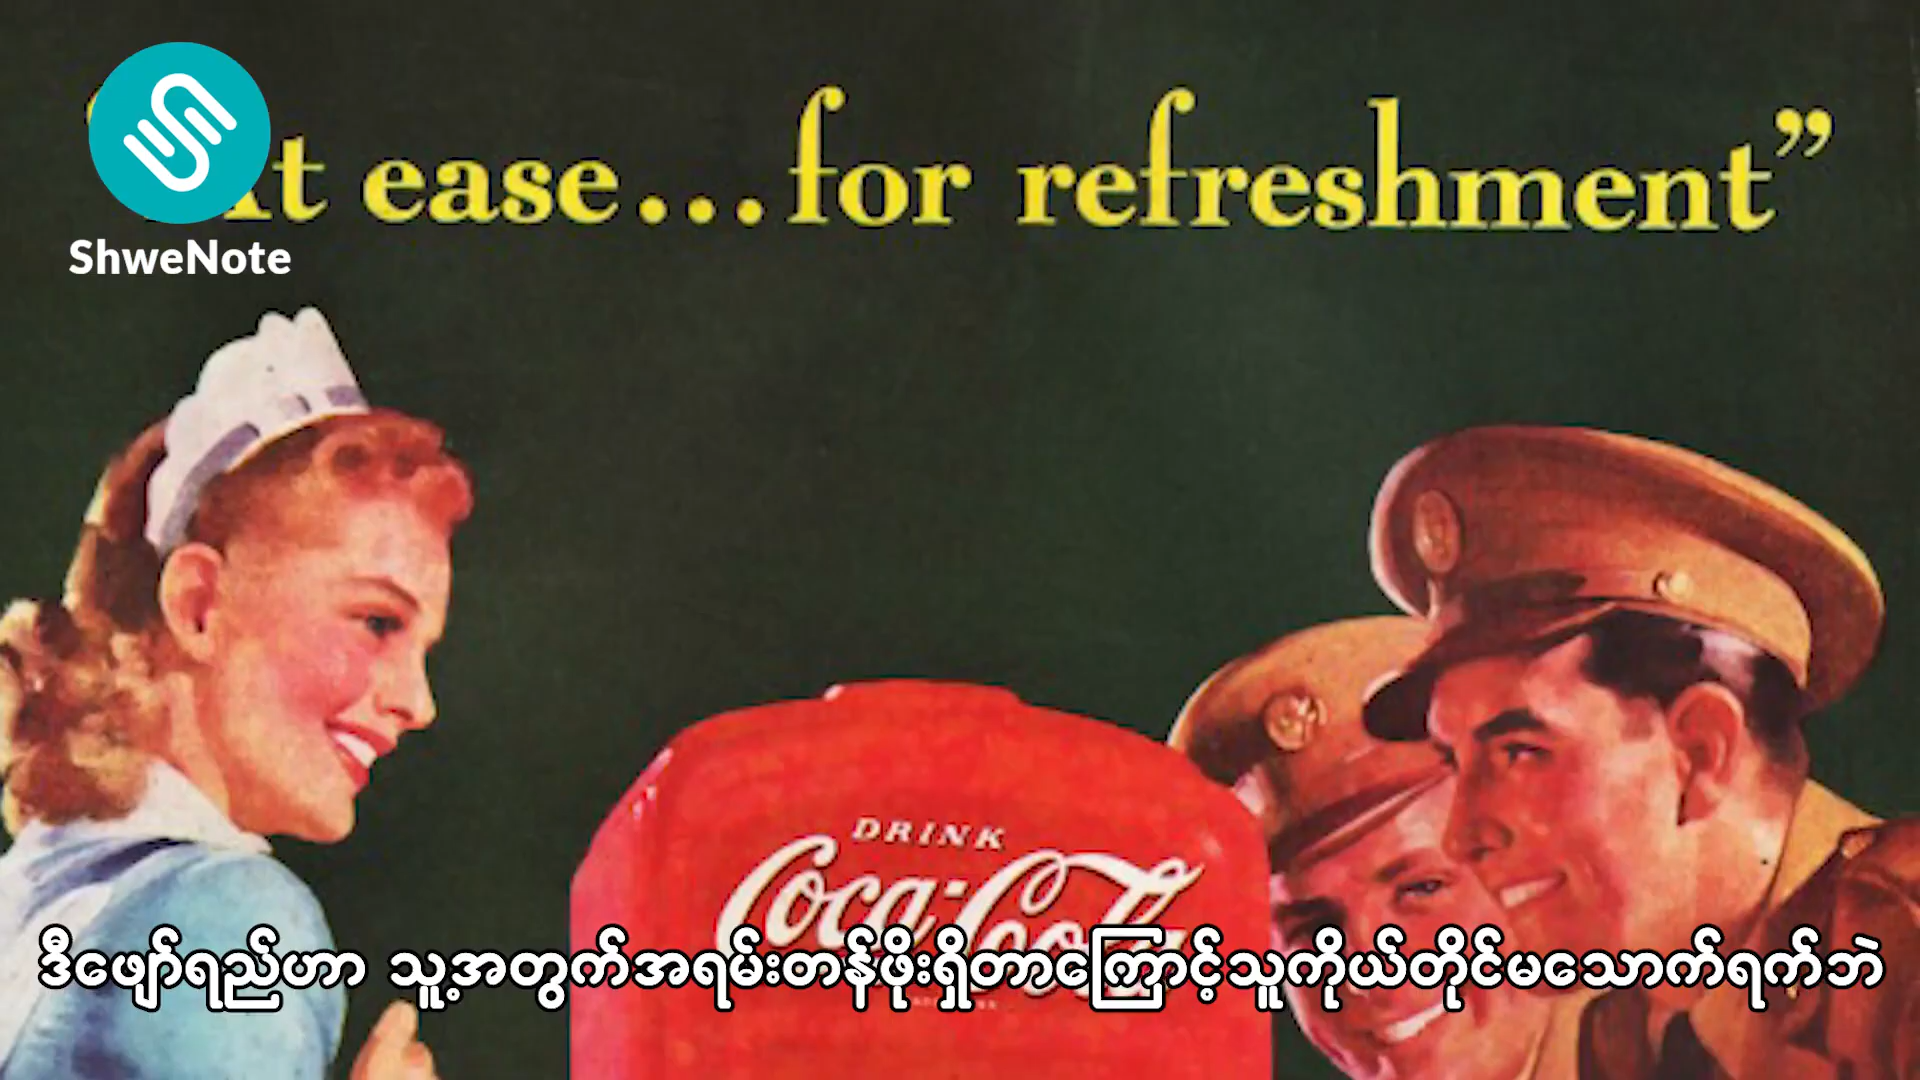 t ease...for refreshment”
ShweNote
DRINK
Coca-Cola
ဒီဖျော်ရည်ဟာ သူ့အတွက်အရမ်းတန်ဖိုးရှိတာကြောင့်သူကိုယ်တိုင်မသောက်ရက်ဘဲ